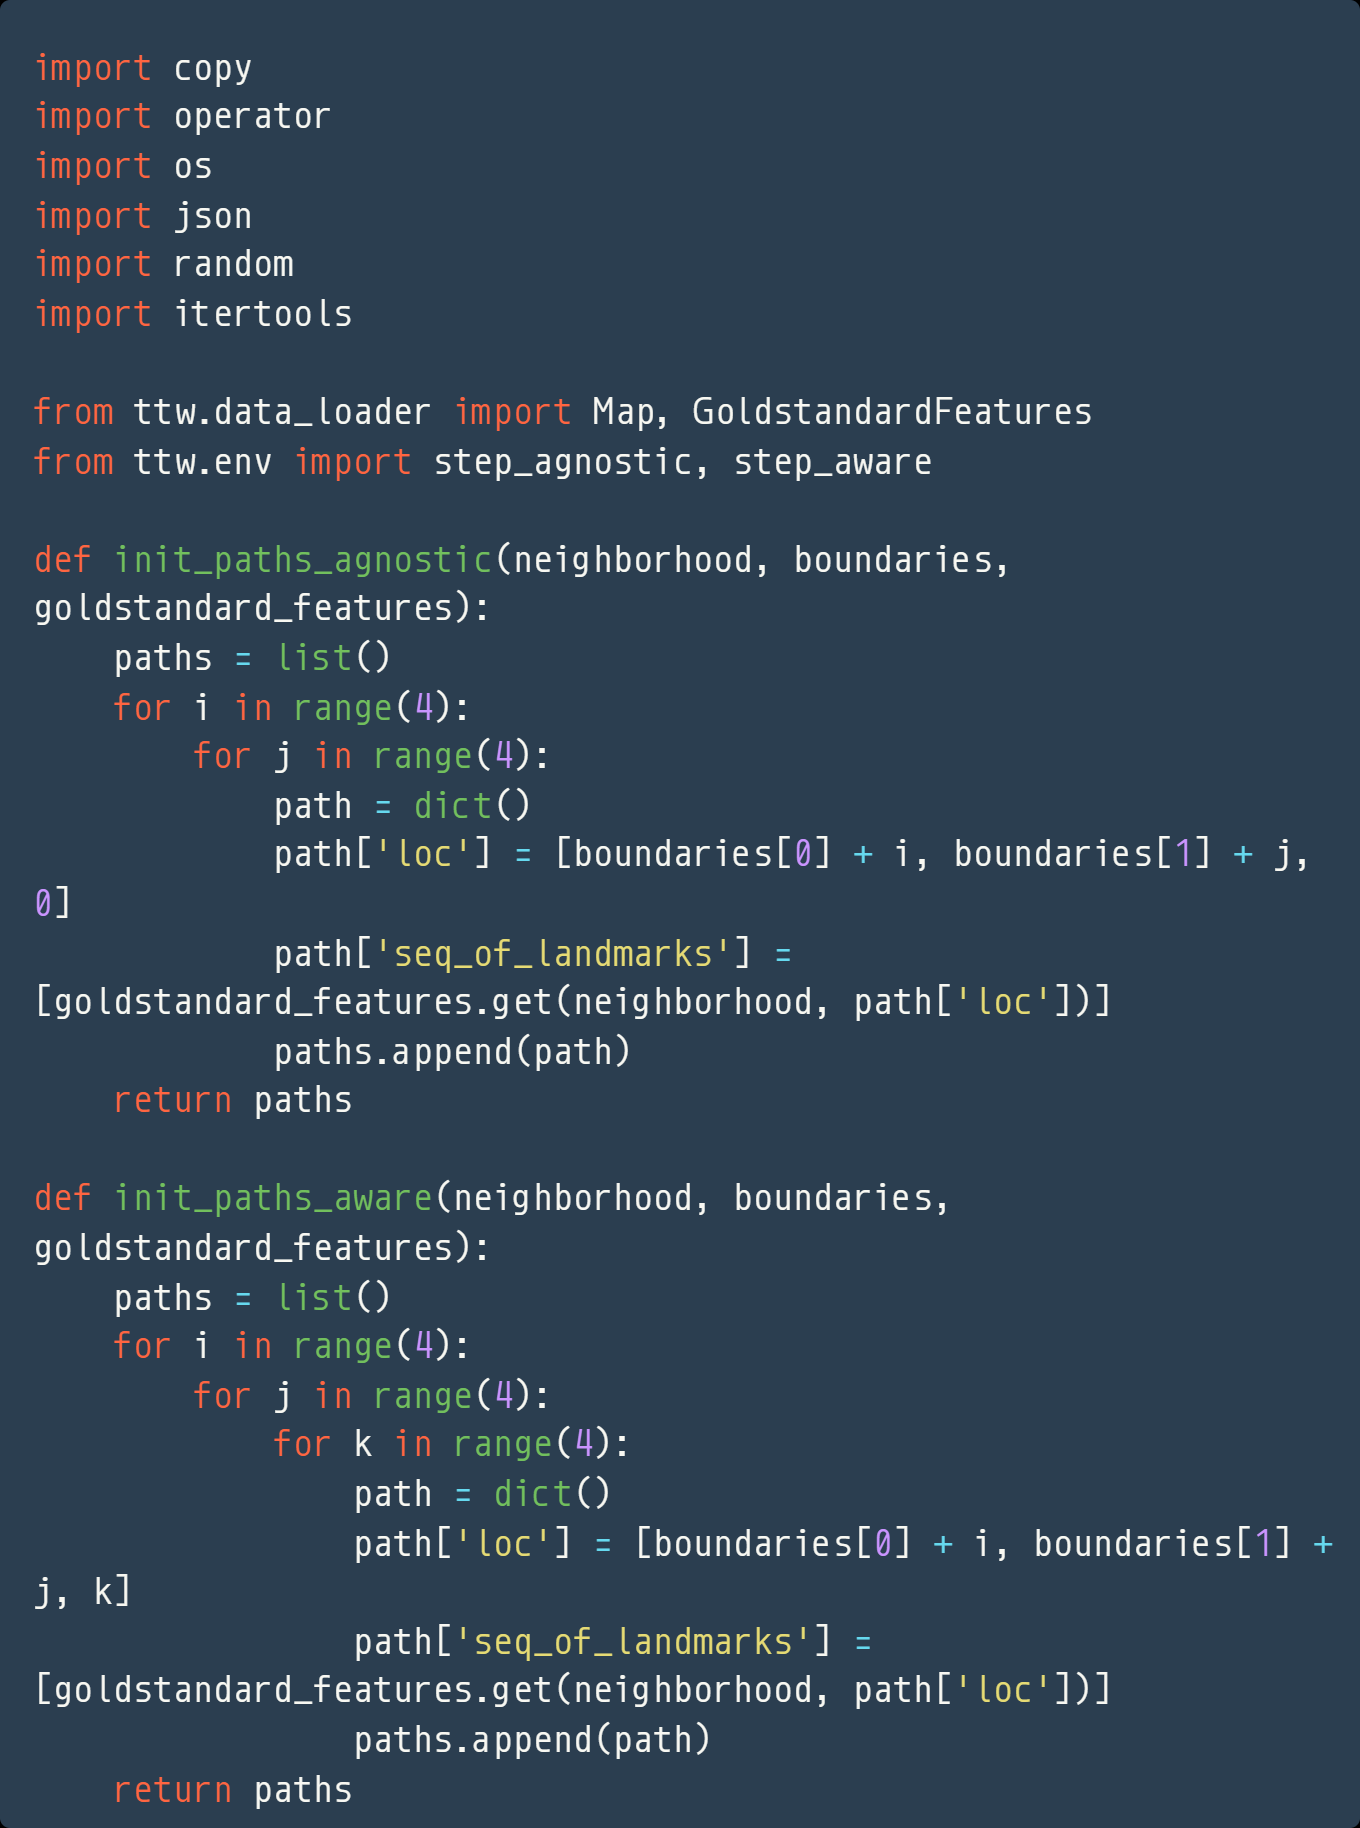 import copy
import operator
import os
import json
import random
import itertools

from ttw.data_loader import Map, GoldstandardFeatures
from ttw.env import step_agnostic, step_aware

def init_paths_agnostic(neighborhood, boundaries,
goldstandard_features):
    paths = list()
    for i in range(4):
        for j in range(4):
            path = dict()
            path['loc'] = [boundaries[0] + i, boundaries[1] + j,
0]
            path['seq_of_landmarks'] =
[goldstandard_features.get(neighborhood, path['loc'])]
            paths.append(path)
    return paths

def init_paths_aware(neighborhood, boundaries,
goldstandard_features):
    paths = list()
    for i in range(4):
        for j in range(4):
            for k in range(4):
                path = dict()
                path['loc'] = [boundaries[0] + i, boundaries[1] +
j, k]
                path['seq_of_landmarks'] =
[goldstandard_features.get(neighborhood, path['loc'])]
                paths.append(path)
    return paths